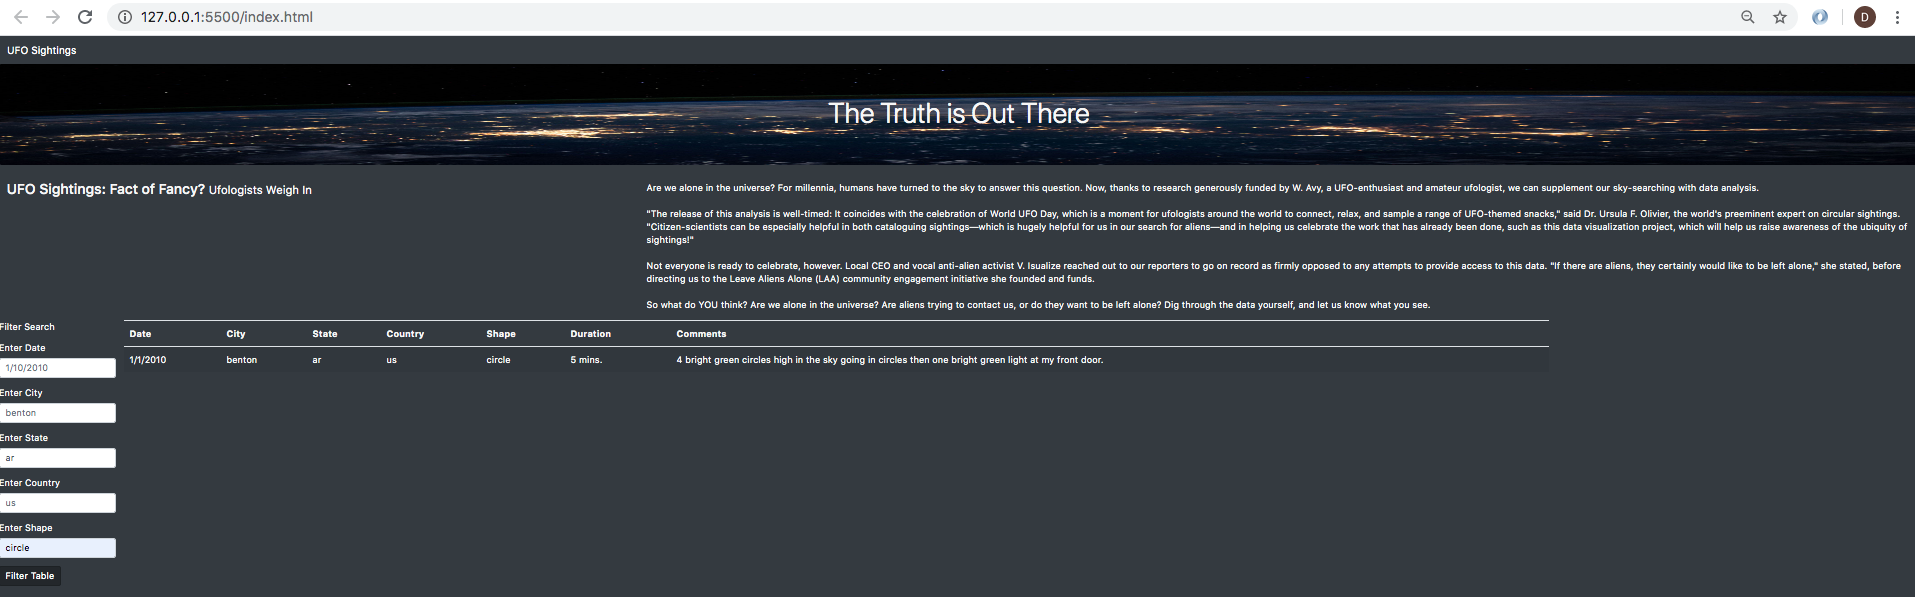 127.0.0.1:5500/index.html
D
UFO Sightings
The Truth is Out There
UFO Sightings: Fact of Fancy? Ufologists Weigh In
Are we alone in the universe? For millennia, humans have turned to the sky to answer this question. Now, thanks to research generously funded by W. Avy, a UFO-enthusiast and amateur ufologist, we can supplement our sky-searching with data analysis.
"The release of this analysis is well-timed: It coincides with the celebration of World UFO Day, which is a moment for ufologists around the world to connect, relax, and sample a range of UFO-themed snacks," said Dr. Ursula F. Olivier, the world's preeminent expert on circular sightings.
"Citizen-scientists can be especially helpful in both cataloguing sightings—which is hugely helpful for us in our search for aliens—and in helping us celebrate the work that has already been done, such as this data visualization project, which will help us raise awareness of the ubiquity of
sightings!"
Not everyone is ready to celebrate, however. Local CEO and vocal anti-alien activist V. Isualize reached out to our reporters to go on record as firmly opposed to any attempts to provide access to this data. "If there are aliens, they certainly would like to be left alone," she stated, before
directing us to the Leave Aliens Alone (LAA) community engagement initiative she founded and funds.
So what do YOU think? Are we alone in the universe? Are aliens trying to contact us, or do they want to be left alone? Dig through the data yourself, and let us know what you see.
Filter Search
Enter Date
1/10/2010
Enter City
benton
Enter State
ar
Enter Country
us
Enter Shape
circle
Filter Table
Date City State Country Shape Duration Comments
1/1/2010 benton ar us circle 5 mins. 4 bright green circles high in the sky going in circles then one bright green light at my front door.